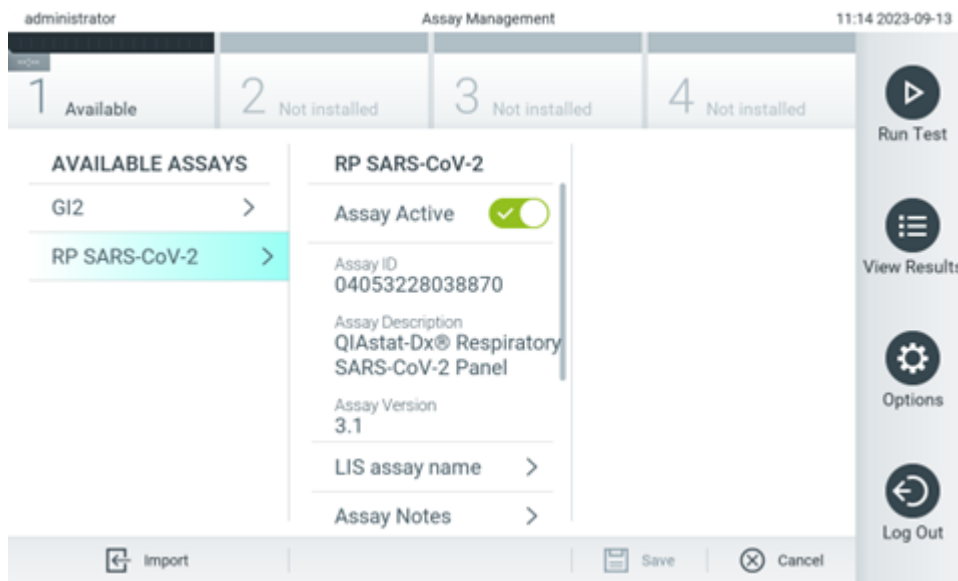 administrator Assay Management 11:14 2023-09-13
1 Available 2 Not installed 3 Not installed 4 Not installed
Run Test
AVAILABLE ASSAYS
GI2
RP SARS-CoV-2
RP SARS-CoV-2
Assay Active
Assay ID
04053228038870
Assay Description
QIAstat-Dx® Respiratory
SARS-CoV-2 Panel
Assay Version
3.1
LIS assay name
Assay Notes
View Results
Options
Log Out
Import Save Cancel